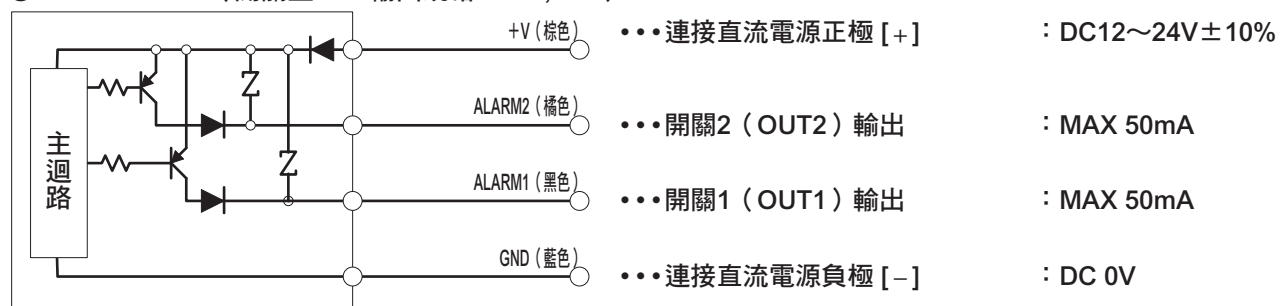 +V（棕色） •••連接直流電源正極 [+] ：DC12～24V±10%
ALARM2（橘色） •••開關2（OUT2）輸出 ：MAX 50mA
主迴路
ALARM1（黑色） •••開關1（OUT1）輸出 ：MAX 50mA
GND（藍色） •••連接直流電源負極 [−] ：DC 0V